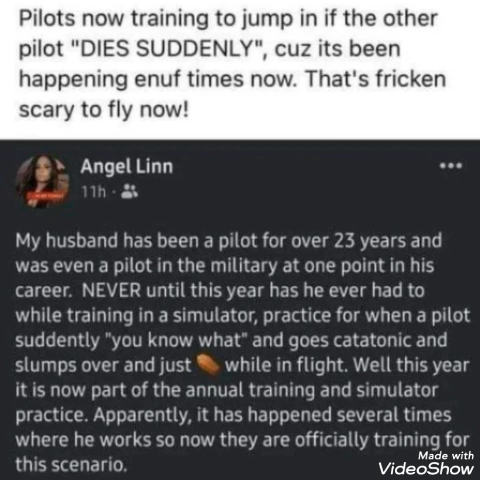 Pilots now training to jump in if the other
pilot "DIES SUDDENLY", cuz its been
happening enuf times now. That's fricken
scary to fly now!
Angel Linn
11h ·
My husband has been a pilot for over 23 years and
was even a pilot in the military at one point in his
career. NEVER until this year has he ever had to
while training in a simulator, practice for when a pilot
suddently "you know what" and goes catatonic and
slumps over and just ⚰️ while in flight. Well this year
it is now part of the annual training and simulator
practice. Apparently, it has happened several times
where he works so now they are officially training for
this scenario.
Made with
VideoShow